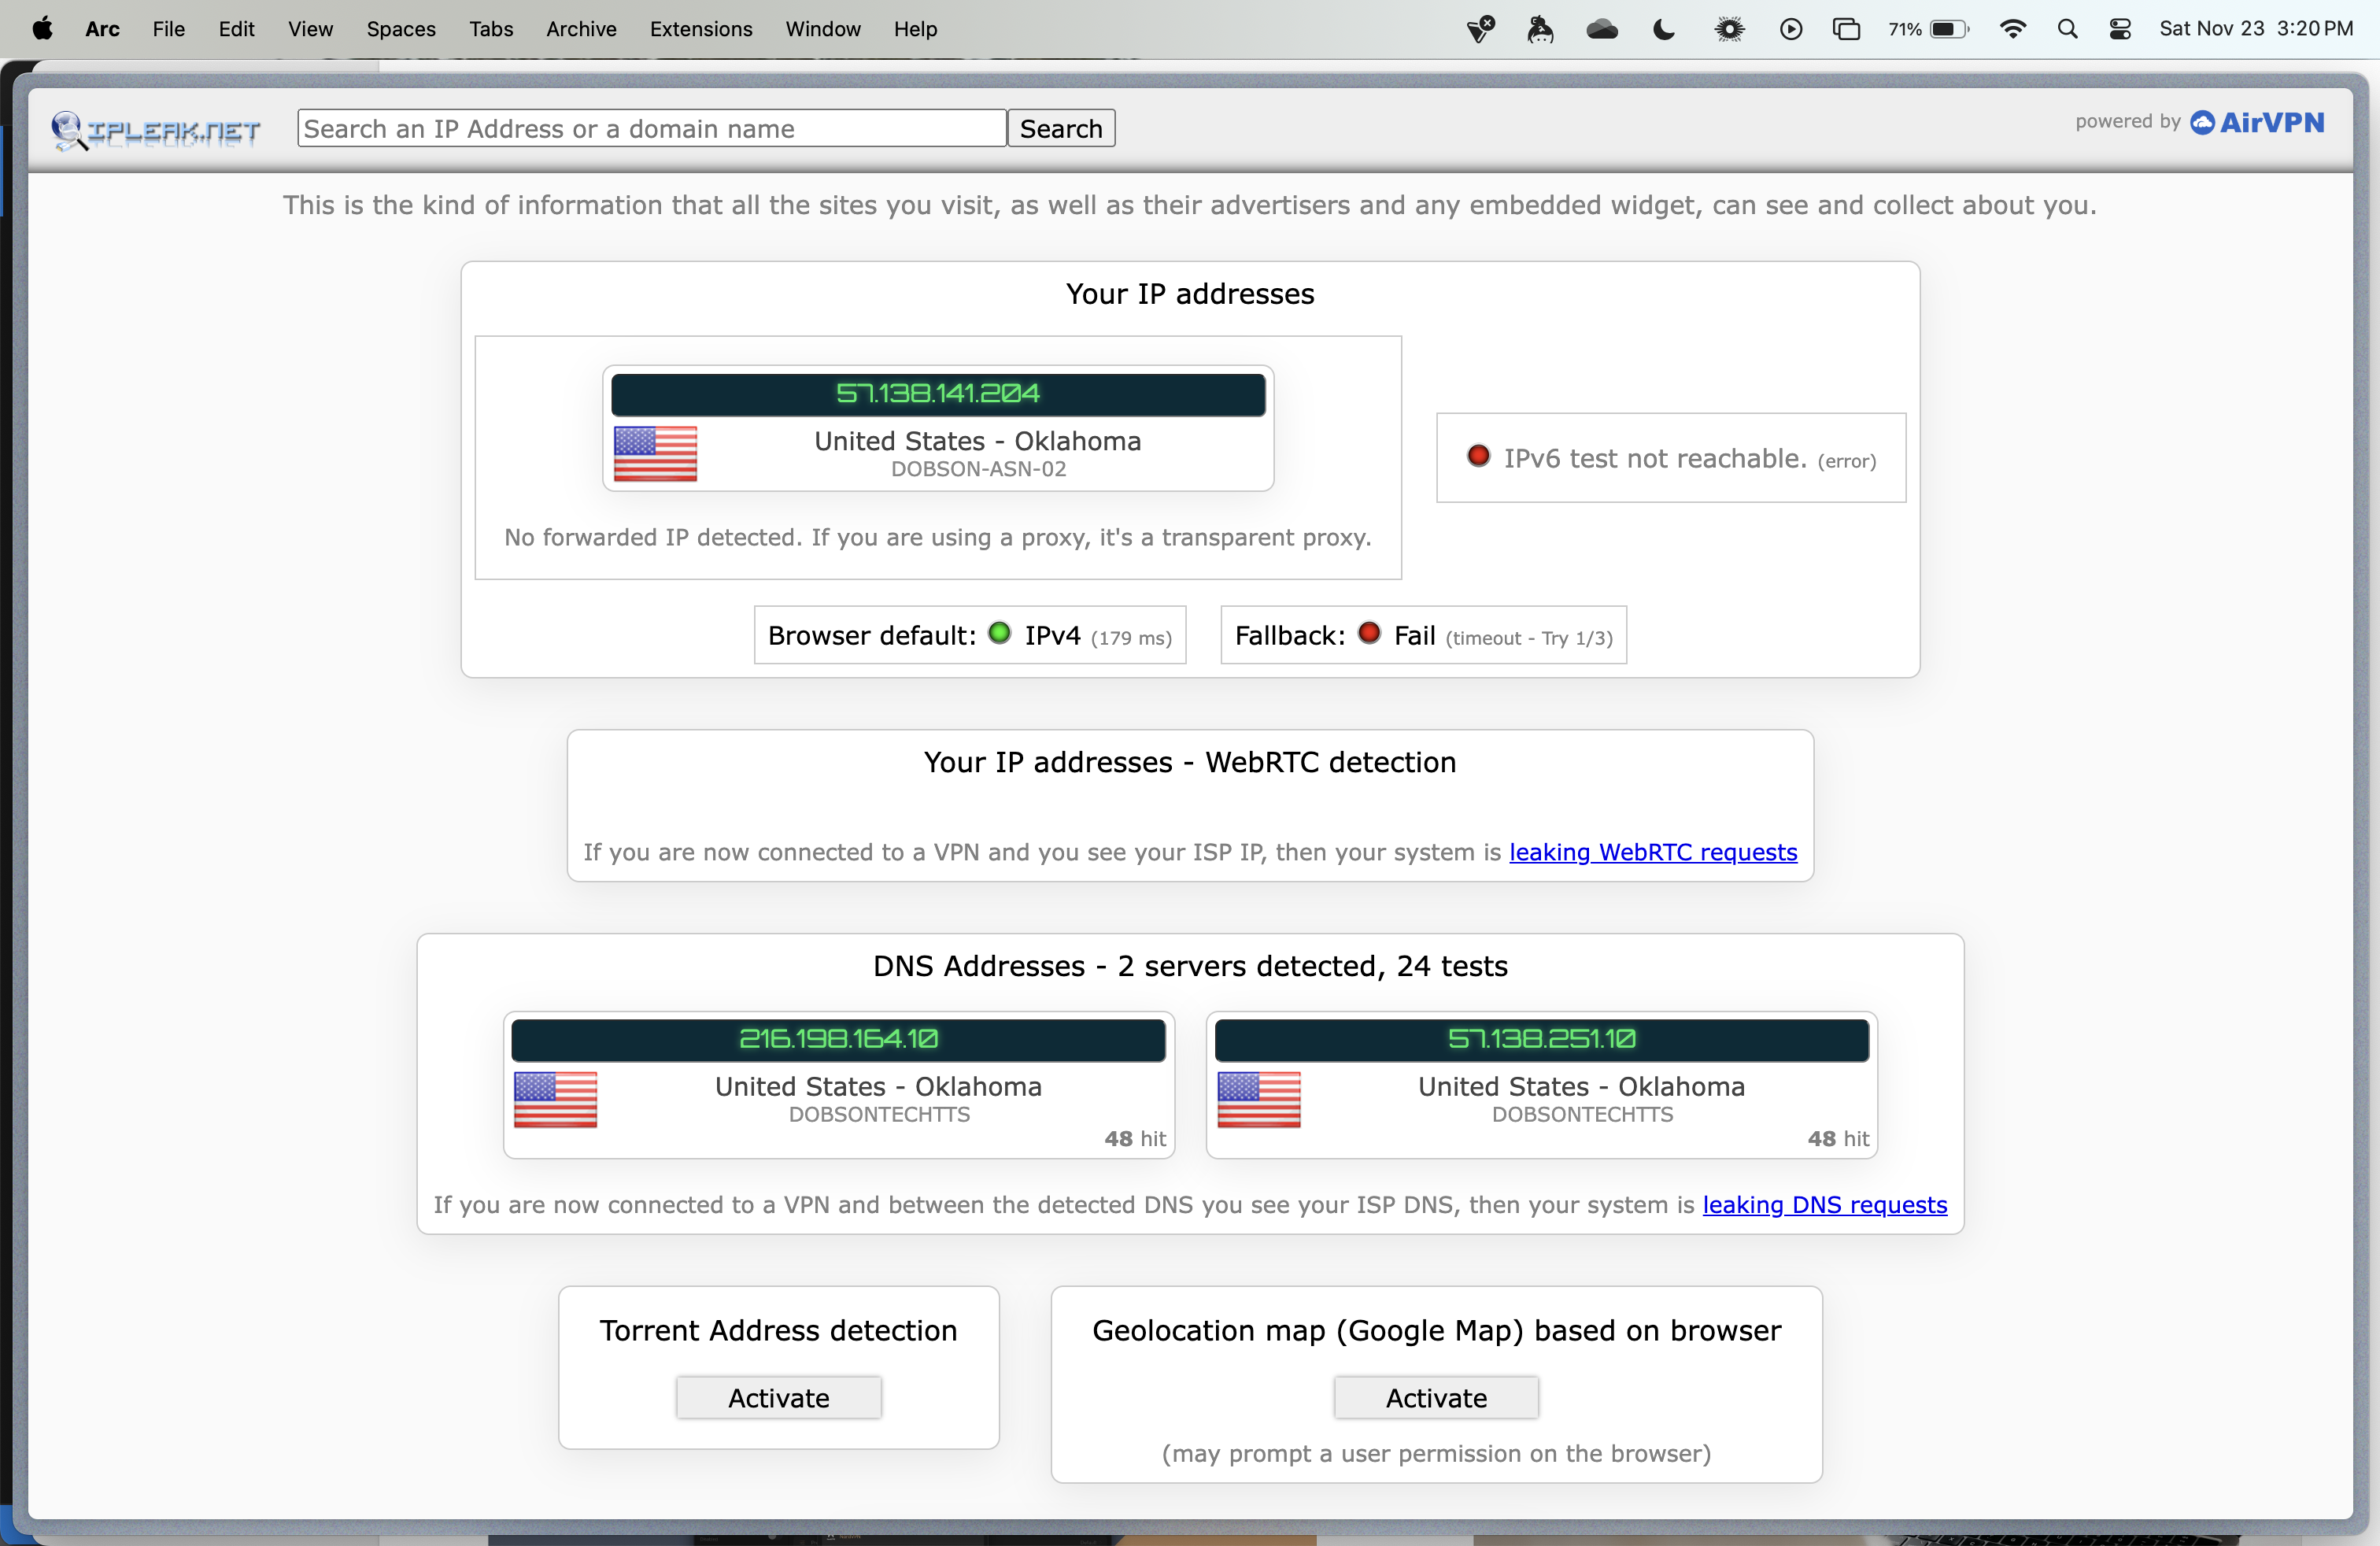 Arc File Edit View Spaces Tabs Archive Extensions Window Help 71% Sat Nov 23 3:20 PM
IPLEAK.NET Search an IP Address or a domain name Search powered by AirVPN
This is the kind of information that all the sites you visit, as well as their advertisers and any embedded widget, can see and collect about you.
Your IP addresses
57.138.141.204
United States - Oklahoma
DOBSON-ASN-02
No forwarded IP detected. If you are using a proxy, it's a transparent proxy.
IPv6 test not reachable. (error)
Browser default: IPv4 (179 ms)
Fallback: Fail (timeout - Try 1/3)
Your IP addresses - WebRTC detection
If you are now connected to a VPN and you see your ISP IP, then your system is leaking WebRTC requests
DNS Addresses - 2 servers detected, 24 tests
216.198.164.10
United States - Oklahoma
DOBSONTECHTTS
48 hit
57.138.251.10
United States - Oklahoma
DOBSONTECHTTS
48 hit
If you are now connected to a VPN and between the detected DNS you see your ISP DNS, then your system is leaking DNS requests
Torrent Address detection
Activate
Geolocation map (Google Map) based on browser
Activate
(may prompt a user permission on the browser)